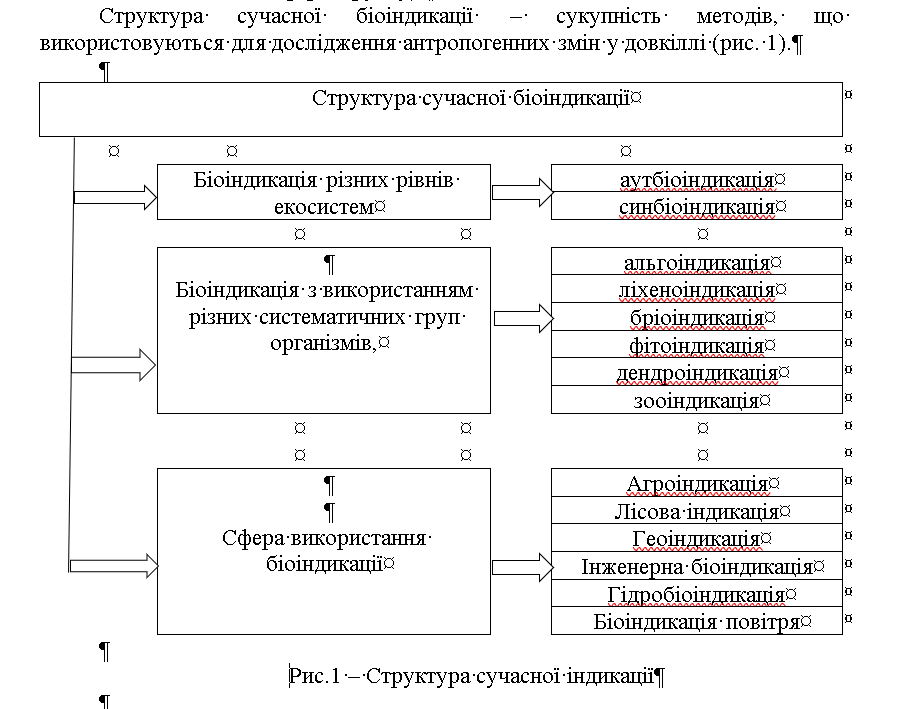 Структура сучасної біоіндикації – сукупність методів, що
використовуються для дослідження антропогенних змін у довкіллі (рис. 1).¶
¶
Структура сучасної біоіндикації¤
Біоіндикація різних рівнів
екосистем¤
аутбіоіндикація¤
синбіоіндикація¤
¶
Біоіндикація з використанням
різних систематичних груп
організмів,¤
альгоіндикація¤
ліхеноіндикація¤
бріоіндикація¤
фітоіндикація¤
дендроіндикація¤
зооіндикація¤
¶
¶
Сфера використання
біоіндикації¤
Агроіндикація¤
Лісова індикація¤
Геоіндикація¤
Інженерна біоіндикація¤
Гідробіоіндикація¤
Біоіндикація повітря¤
¶
Рис.1 – Структура сучасної індикації¶
¶